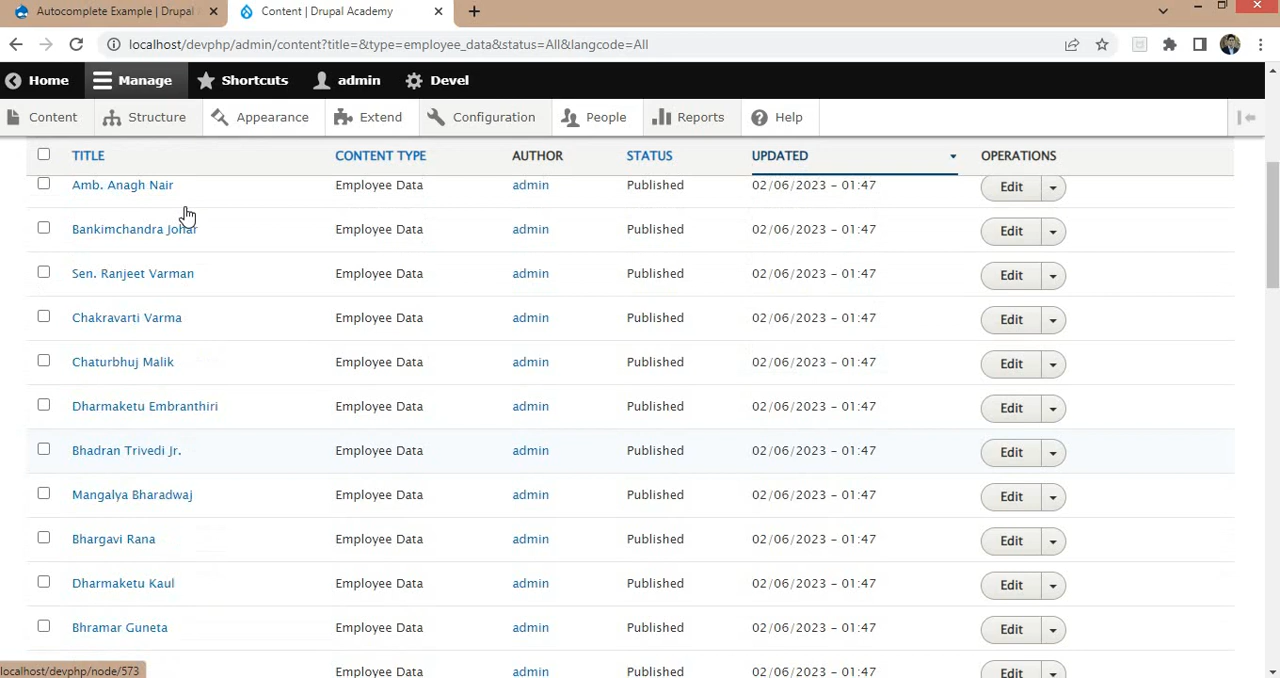 Autocomplete Example | Drupal
Content | Drupal Academy
localhost/devphp/admin/content?title=&type=employee_data&status=All&langcode=All
Home Manage Shortcuts admin Devel
Content Structure Appearance Extend Configuration People Reports Help
TITLE CONTENT TYPE AUTHOR STATUS UPDATED OPERATIONS
Amb. Anagh Nair Employee Data admin Published 02/06/2023 - 01:47 Edit
Bankimchandra Johar Employee Data admin Published 02/06/2023 - 01:47 Edit
Sen. Ranjeet Varman Employee Data admin Published 02/06/2023 - 01:47 Edit
Chakravarti Varma Employee Data admin Published 02/06/2023 - 01:47 Edit
Chaturbhuj Malik Employee Data admin Published 02/06/2023 - 01:47 Edit
Dharmaketu Embranthiri Employee Data admin Published 02/06/2023 - 01:47 Edit
Bhadran Trivedi Jr. Employee Data admin Published 02/06/2023 - 01:47 Edit
Mangalya Bharadwaj Employee Data admin Published 02/06/2023 - 01:47 Edit
Bhargavi Rana Employee Data admin Published 02/06/2023 - 01:47 Edit
Dharmaketu Kaul Employee Data admin Published 02/06/2023 - 01:47 Edit
Bhramar Guneta Employee Data admin Published 02/06/2023 - 01:47 Edit
localhost/devphp/node/573 Employee Data admin Published 02/06/2023 - 01:47 Edit